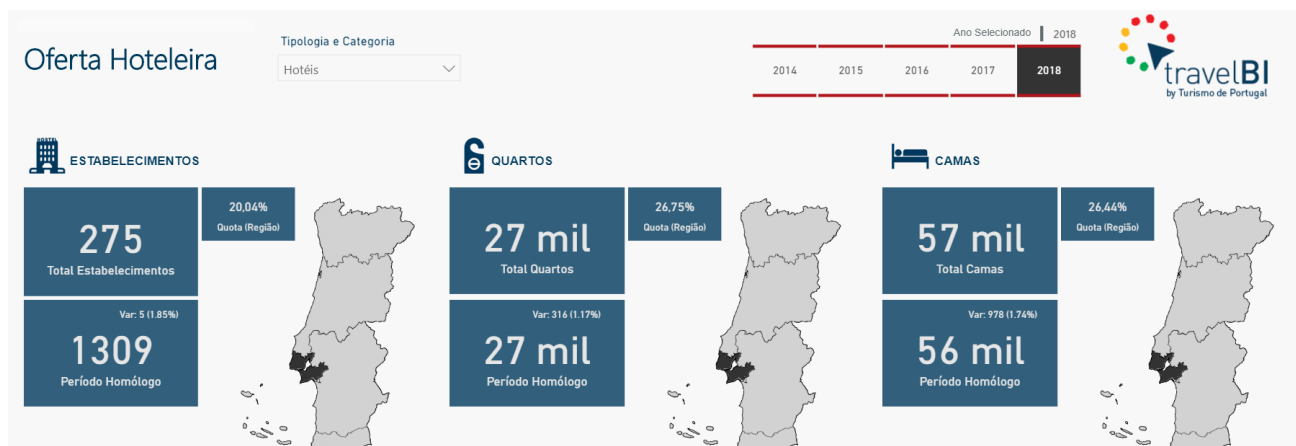 Oferta Hoteleira
Tipologia e Categoria
Hotéis
Ano Selecionado
2018
2014
2015
2016
2017
2018
travelBI
by Turismo de Portugal
HOSTEL
ESTABELECIMENTOS
275
Total Estabelecimentos
20,04%
Quota (Região)
Var: 5 (1.85%)
1309
Período Homólogo
QUARTOS
27 mil
Total Quartos
26,75%
Quota (Região)
Var: 316 (1.17%)
27 mil
Período Homólogo
CAMAS
57 mil
Total Camas
26,44%
Quota (Região)
Var: 978 (1.74%)
56 mil
Período Homólogo